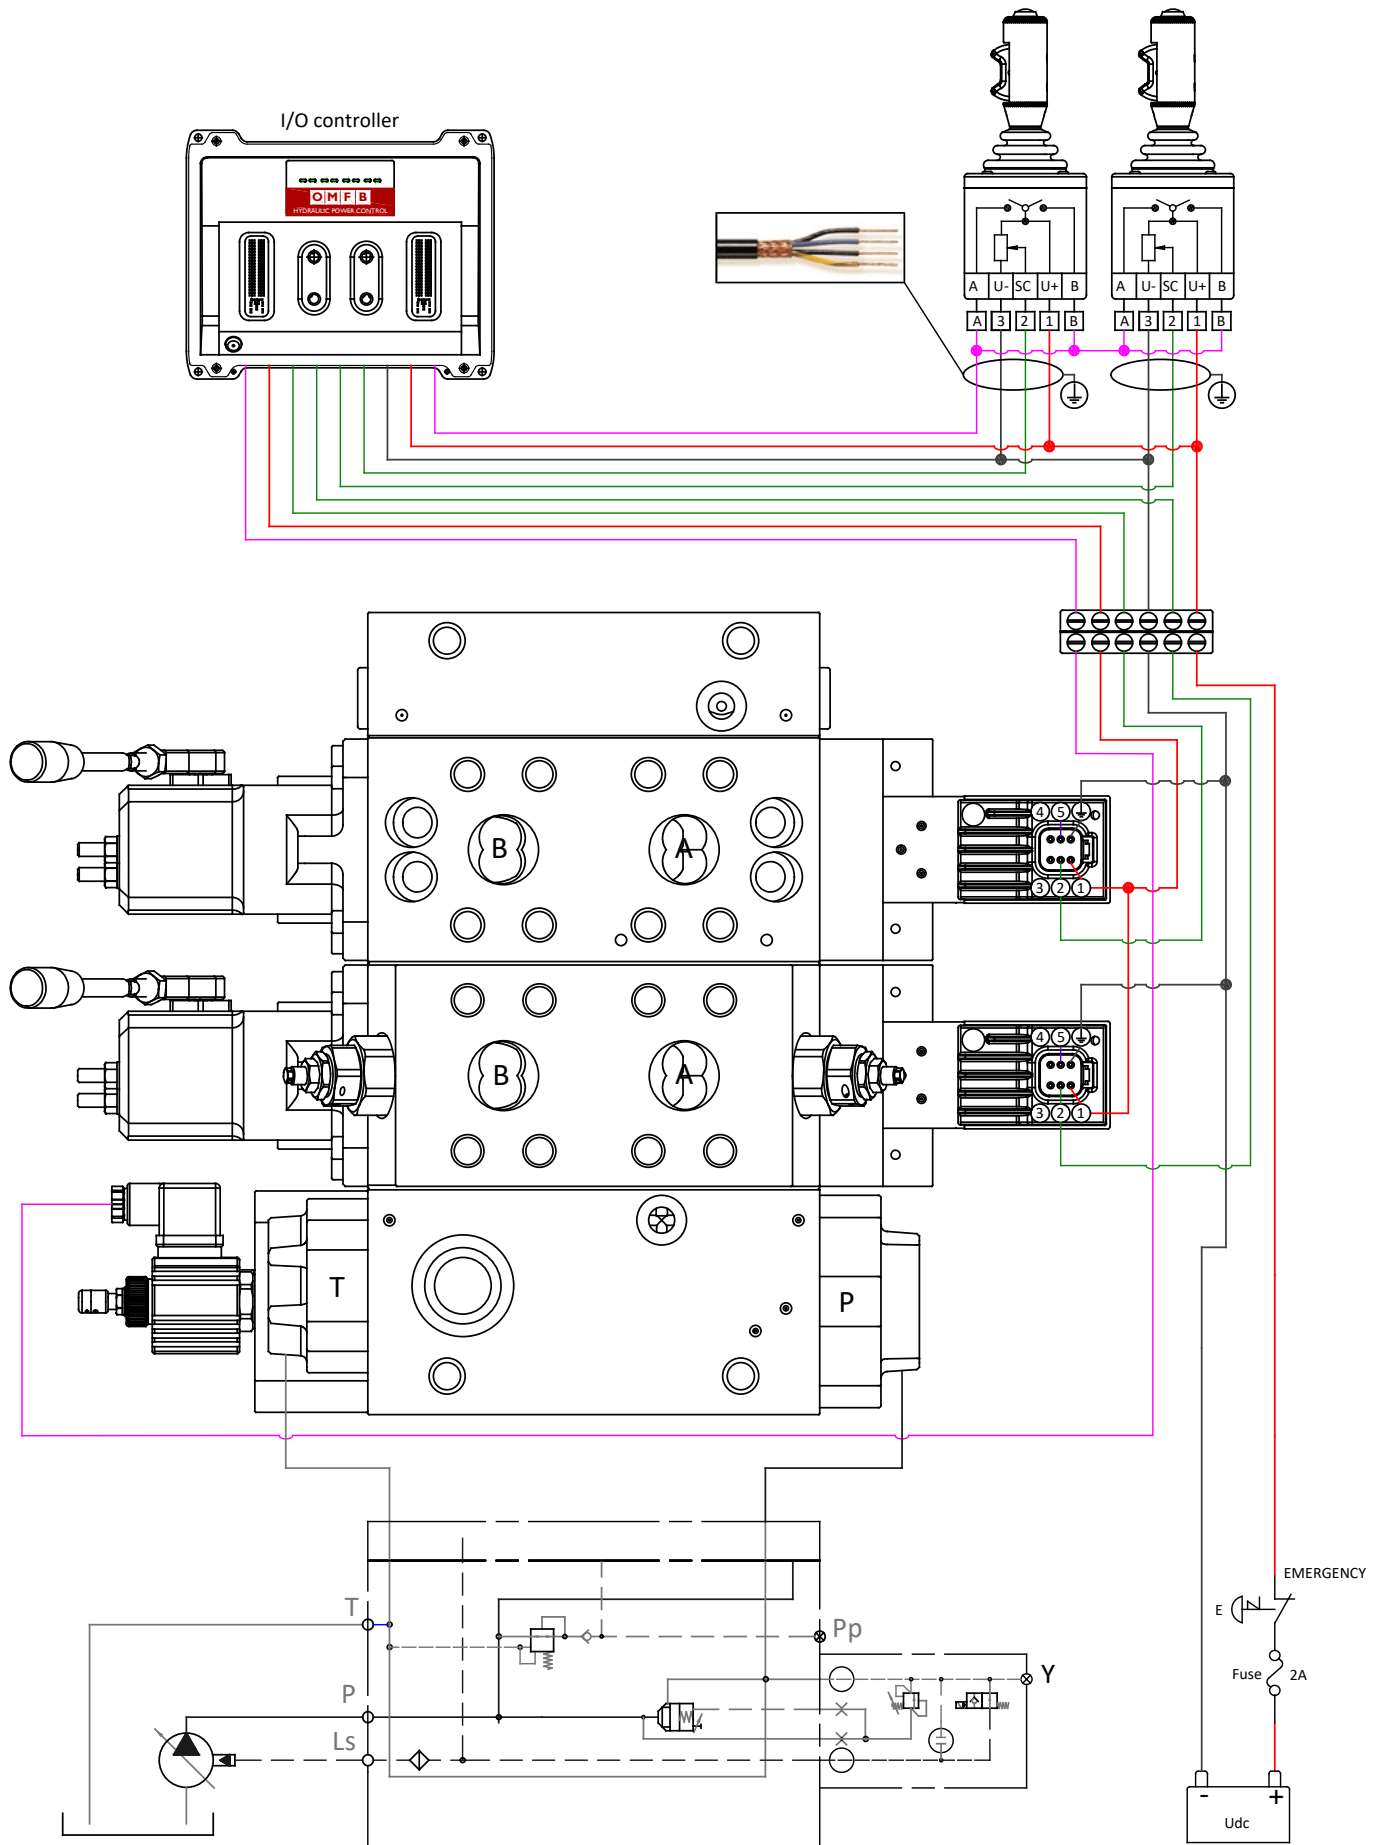 I/O controller
OMFB
HYDRAULIC POWER CONTROL
A U- SC U+ B
A U- SC U+ B
A 3 2 1 B
A 3 2 1 B
4 5
B A
3 2 1
4 5
B A
3 2 1
T
P
EMERGENCY
E
T
Pp
Fuse 2A
Y
P
Ls
- +
Udc